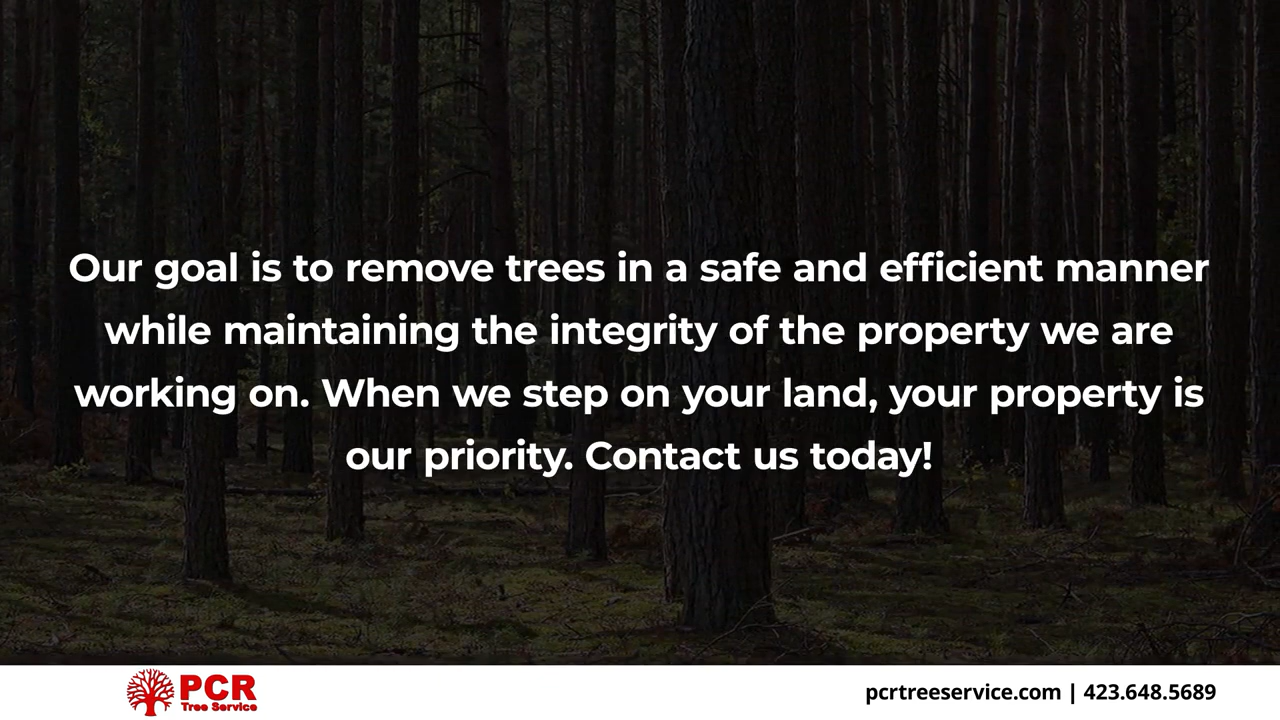 Our goal is to remove trees in a safe and efficient manner
while maintaining the integrity of the property we are
working on. When we step on your land, your property is
our priority. Contact us today!
PCR
Tree Service
pcrtreeservice.com | 423.648.5689